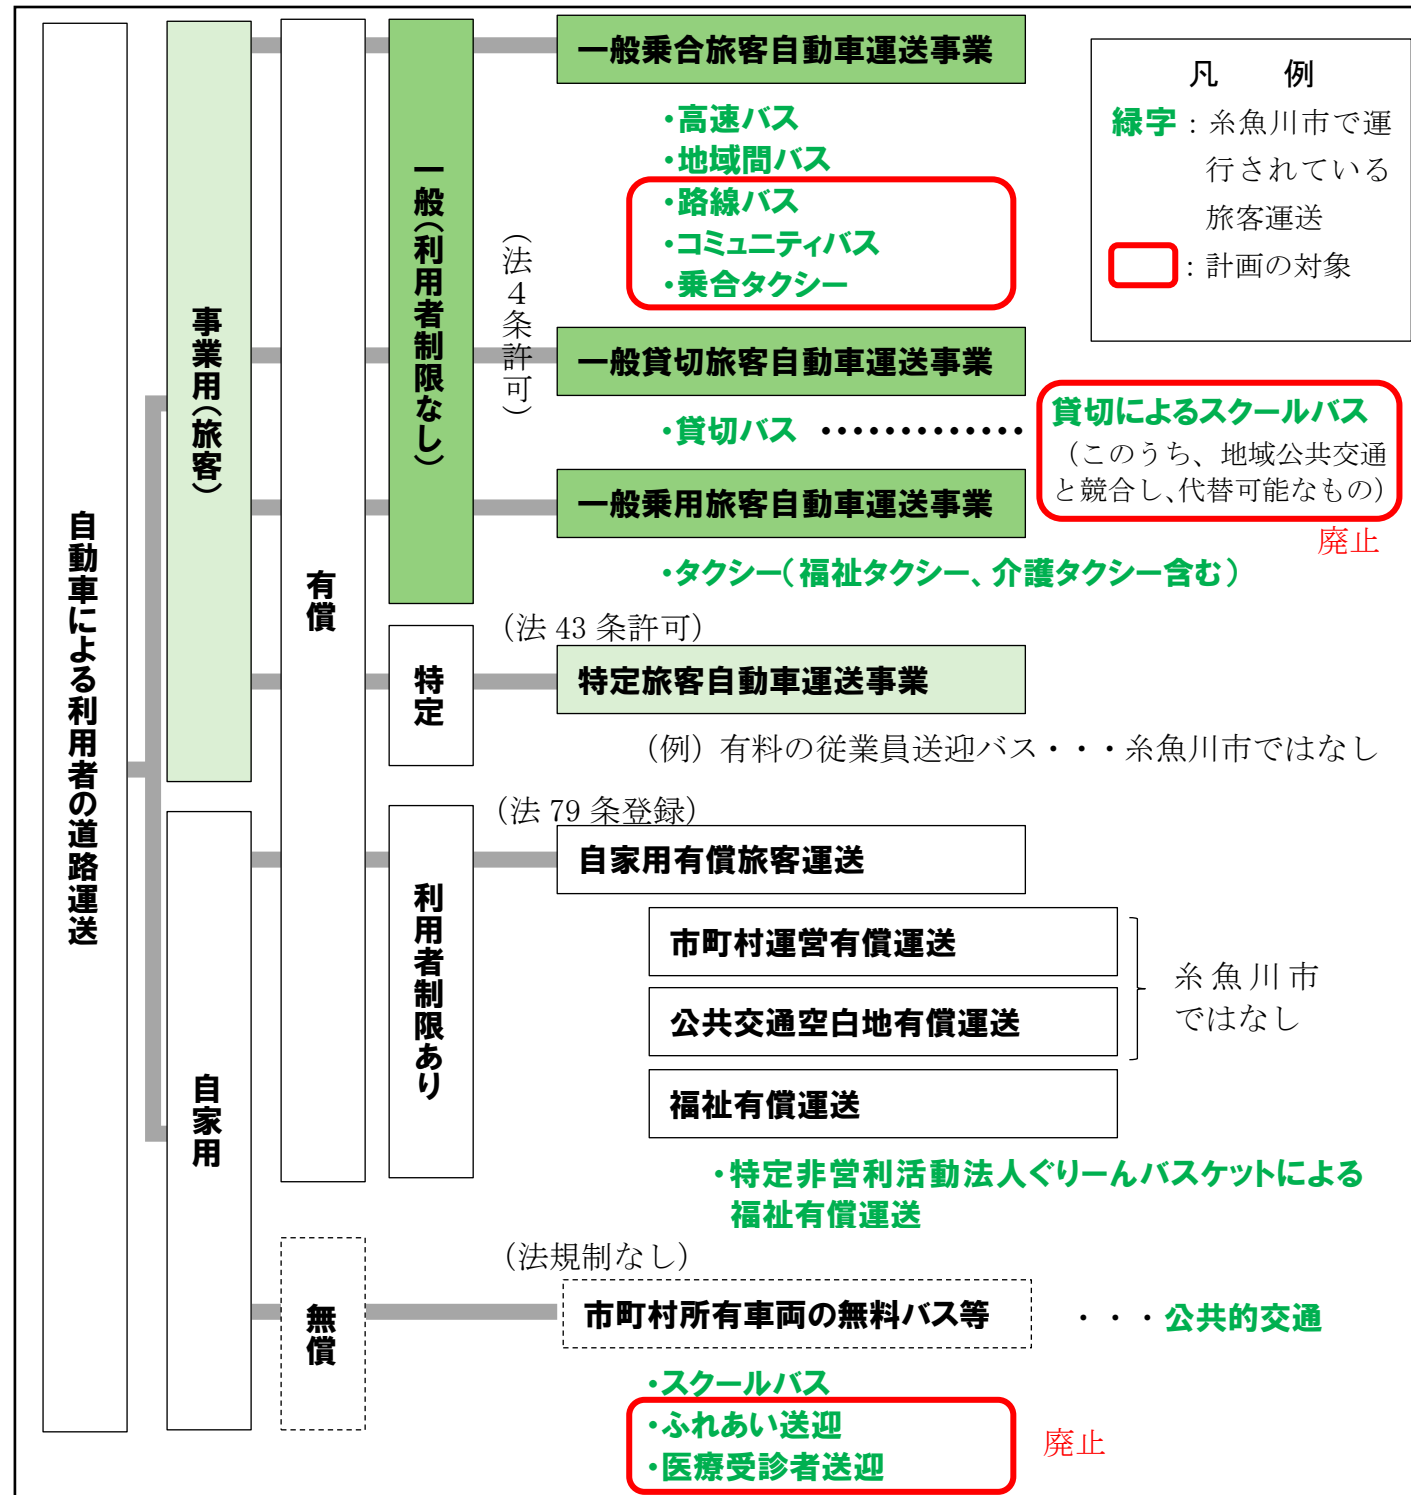 自動車による利用者の道路運送
事業用(旅客)
自家用
有償
無償
一般(利用者制限なし)
特定
利用者制限あり
(法4条許可)
一般乗合旅客自動車運送事業
・高速バス
・地域間バス
・路線バス
・コミュニティバス
・乗合タクシー
一般貸切旅客自動車運送事業
・貸切バス ・・・・・・・・・・・・・
貸切によるスクールバス
(このうち、地域公共交通
と競合し、代替可能なもの)
廃止
一般乗用旅客自動車運送事業
・タクシー(福祉タクシー、介護タクシー含む)
(法 43 条許可)
特定旅客自動車運送事業
(例)有料の従業員送迎バス・・・糸魚川市ではなし
(法 79 条登録)
自家用有償旅客運送
市町村運営有償運送
公共交通空白地有償運送
糸魚川市
ではなし
福祉有償運送
・特定非営利活動法人ぐりーんバスケットによる
福祉有償運送
(法規制なし)
市町村所有車両の無料バス等 ・・・公共的交通
・スクールバス
・ふれあい送迎
・医療受診者送迎
廃止
凡 例
緑字:糸魚川市で運
行されている
旅客運送
:計画の対象